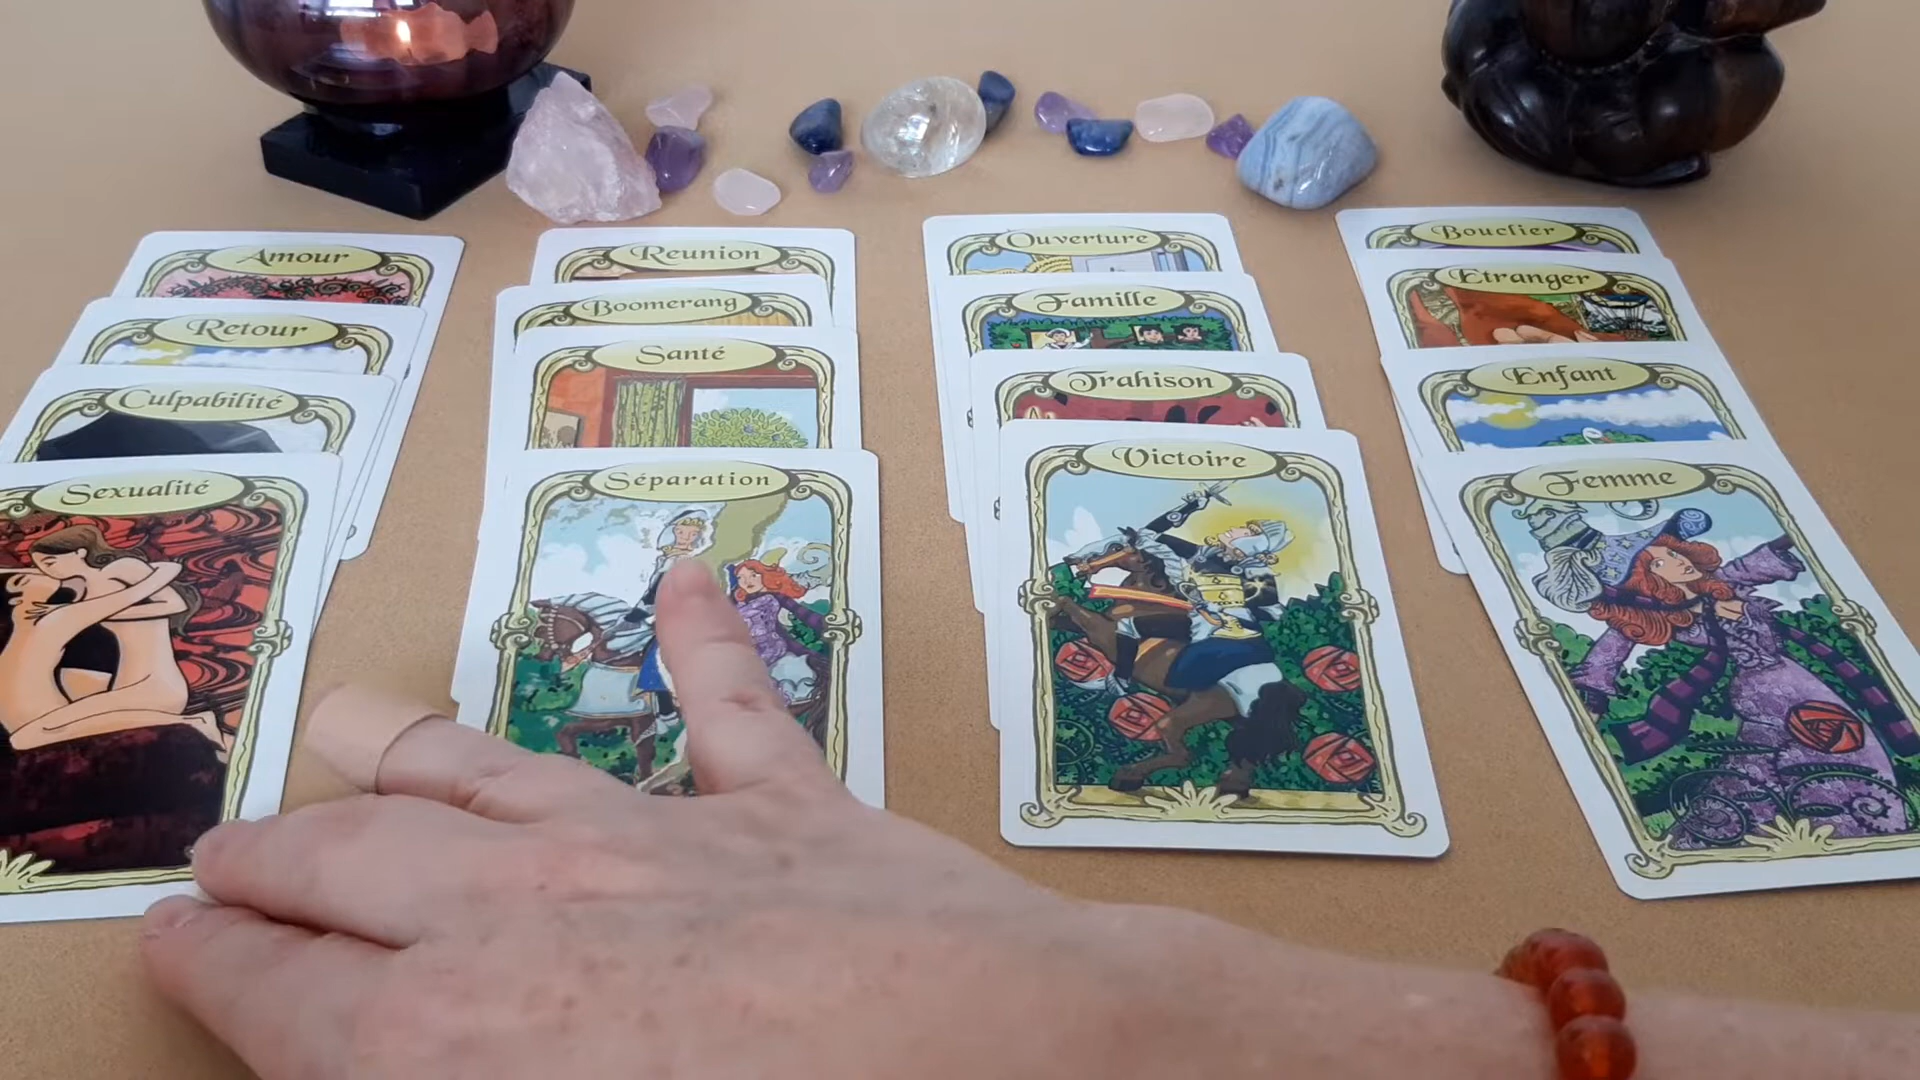 Amour
Retour
Culpabilité
Sexualité
Reunion
Boomerang
Santé
Séparation
Ouverture
Famille
Trahison
Victoire
Bouclier
Etranger
Enfant
Femme